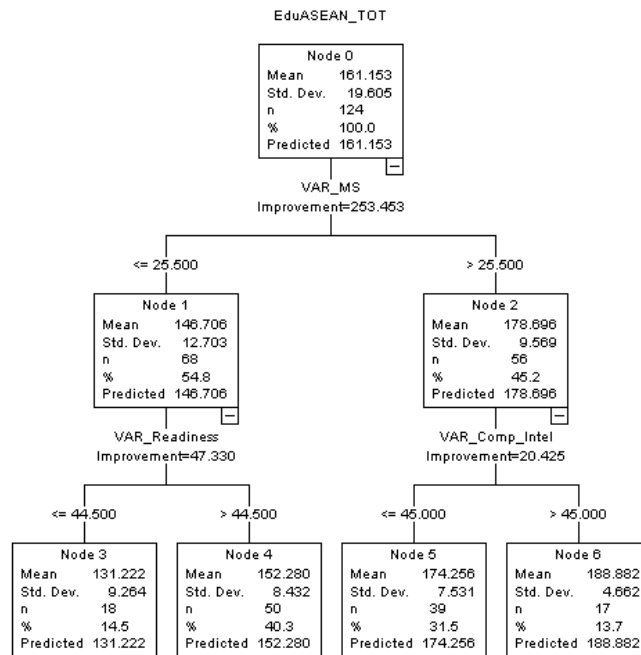 EduASEAN_TOT
Node 0
Mean 161.153
Std. Dev. 19.605
n 124
% 100.0
Predicted 161.153
VAR_MS
Improvement=253.453
<= 25.500
> 25.500
Node 1
Mean 146.706
Std. Dev. 12.703
n 68
% 54.8
Predicted 146.706
Node 2
Mean 178.696
Std. Dev. 9.569
n 56
% 45.2
Predicted 178.696
VAR_Readiness
Improvement=47.330
VAR_Comp_Intel
Improvement=20.425
<= 44.500
> 44.500
<= 45.000
> 45.000
Node 3
Mean 131.222
Std. Dev. 9.264
n 18
% 14.5
Predicted 131.222
Node 4
Mean 152.280
Std. Dev. 8.432
n 50
% 40.3
Predicted 152.280
Node 5
Mean 174.256
Std. Dev. 7.531
n 39
% 31.5
Predicted 174.256
Node 6
Mean 188.882
Std. Dev. 4.662
n 17
% 13.7
Predicted 188.882